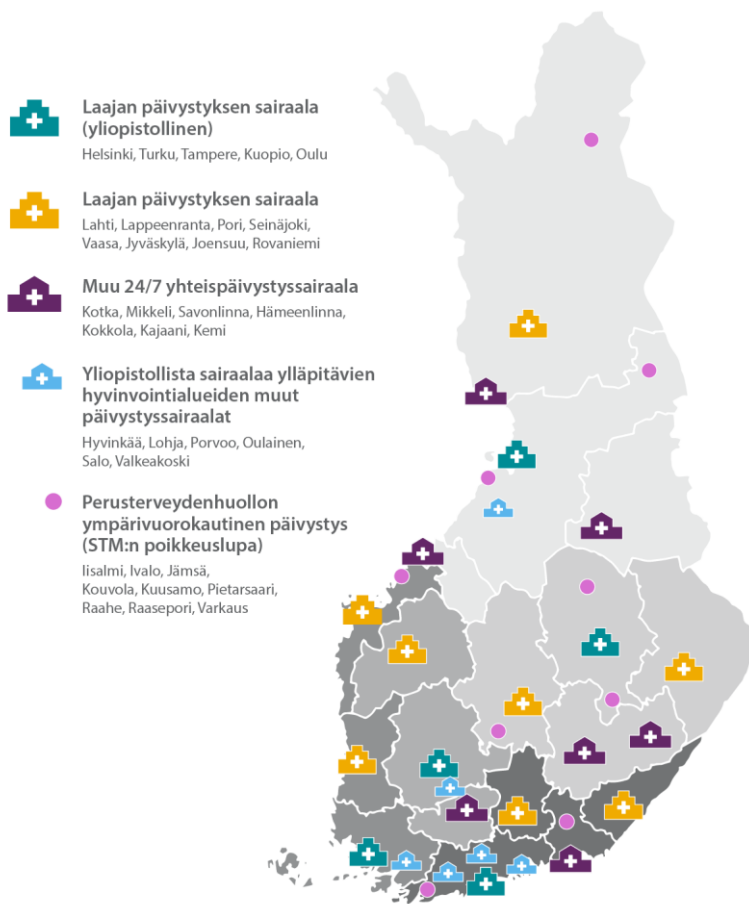 Laajan päivystyksen sairaala
(yliopistollinen)
Helsinki, Turku, Tampere, Kuopio, Oulu
Laajan päivystyksen sairaala
Lahti, Lappeenranta, Pori, Seinäjoki,
Vaasa, Jyväskylä, Joensuu, Rovaniemi
Muu 24/7 yhteispäivystyssairaala
Kotka, Mikkeli, Savonlinna, Hämeenlinna,
Kokkola, Kajaani, Kemi
Yliopistollista sairaalaa ylläpitävien
hyvinvointialueiden muut
päivystyssairaalat
Hyvinkää, Lohja, Porvoo, Oulainen,
Salo, Valkeakoski
Perusterveydenhuollon
ympärivuorokautinen päivystys
(STM:n poikkeuslupa)
Iisalmi, Ivalo, Jämsä,
Kouvola, Kuusamo, Pietarsaari,
Raahe, Raasepori, Varkaus